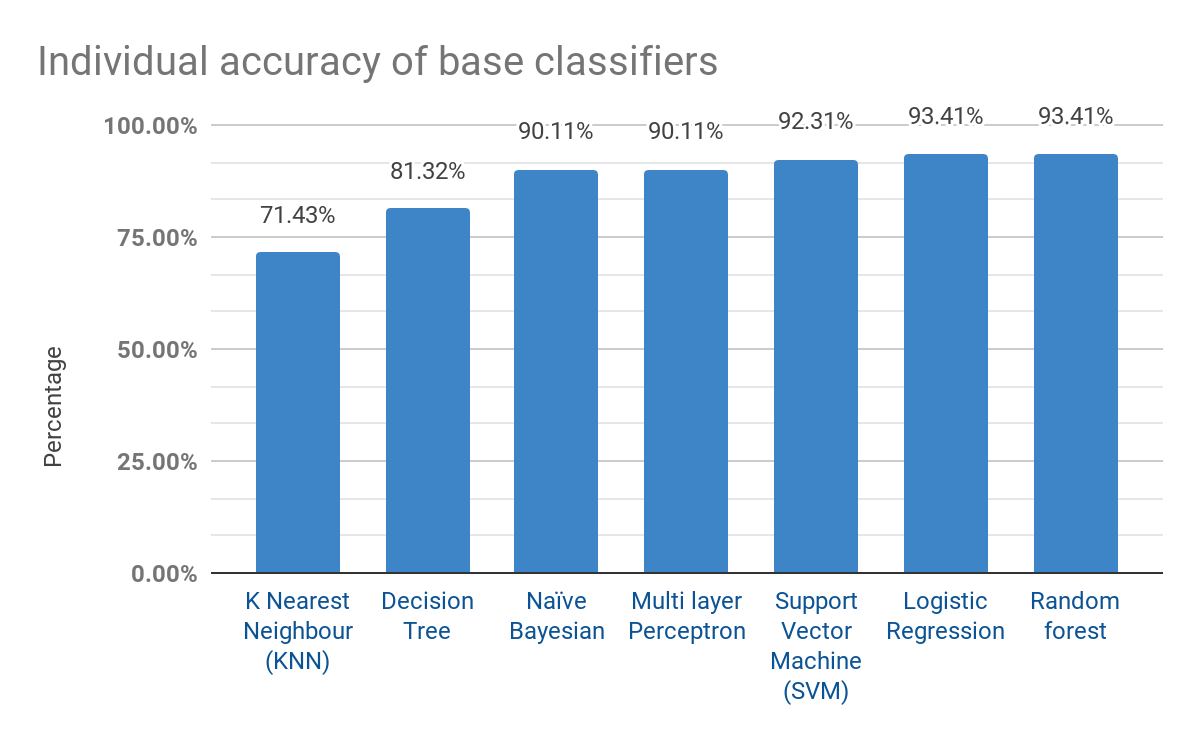 Individual accuracy of base classifiers
100.00%
75.00%
50.00%
25.00%
0.00%
Percentage
71.43%
81.32%
90.11%
90.11%
92.31%
93.41%
93.41%
K Nearest
Neighbour
(KNN)
Decision
Tree
Naïve
Bayesian
Multi layer
Perceptron
Support
Vector
Machine
(SVM)
Logistic
Regression
Random
forest